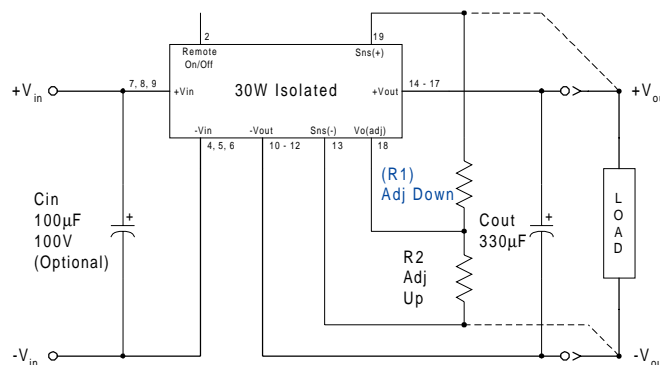 2
19
Remote
On/Off
Sns(+)
+V_in
7, 8, 9
+Vin
30W Isolated
+Vout
14 - 17
-Vin
-Vout
Sns(-)
Vo(adj)
4, 5, 6
10 - 12
13
18
(R1)
Adj Down
Cin
100µF
100V
(Optional)
+
R2
Adj
Up
Cout
330µF
+
L
O
A
D
-V_in